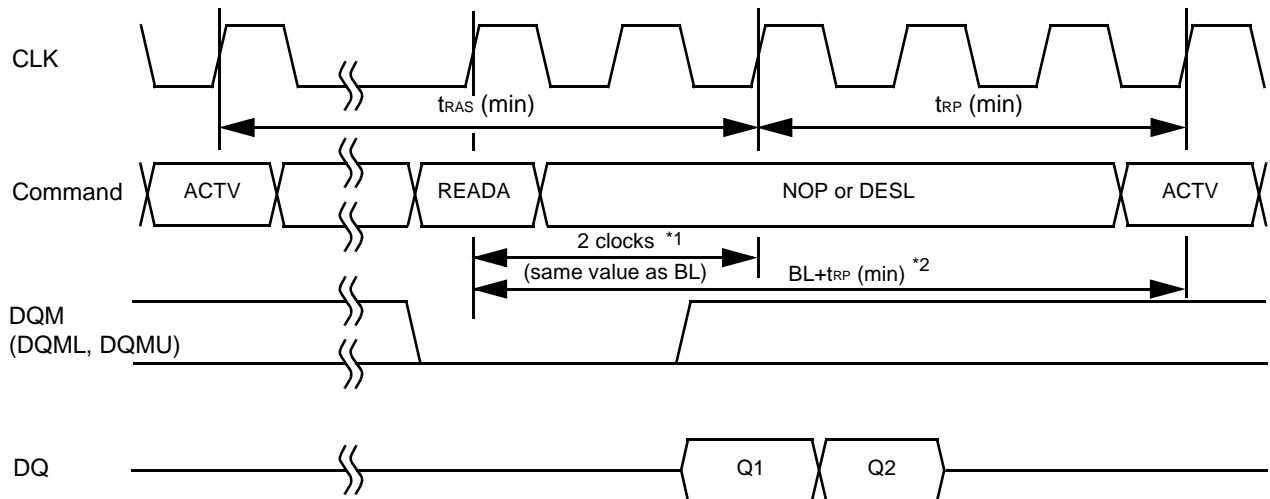 CLK
tRAS (min)
tRP (min)
Command
ACTV
READA
NOP or DESL
ACTV
2 clocks *1
(same value as BL)
BL+tRP (min) *2
DQM
(DQML, DQMU)
DQ
Q1
Q2